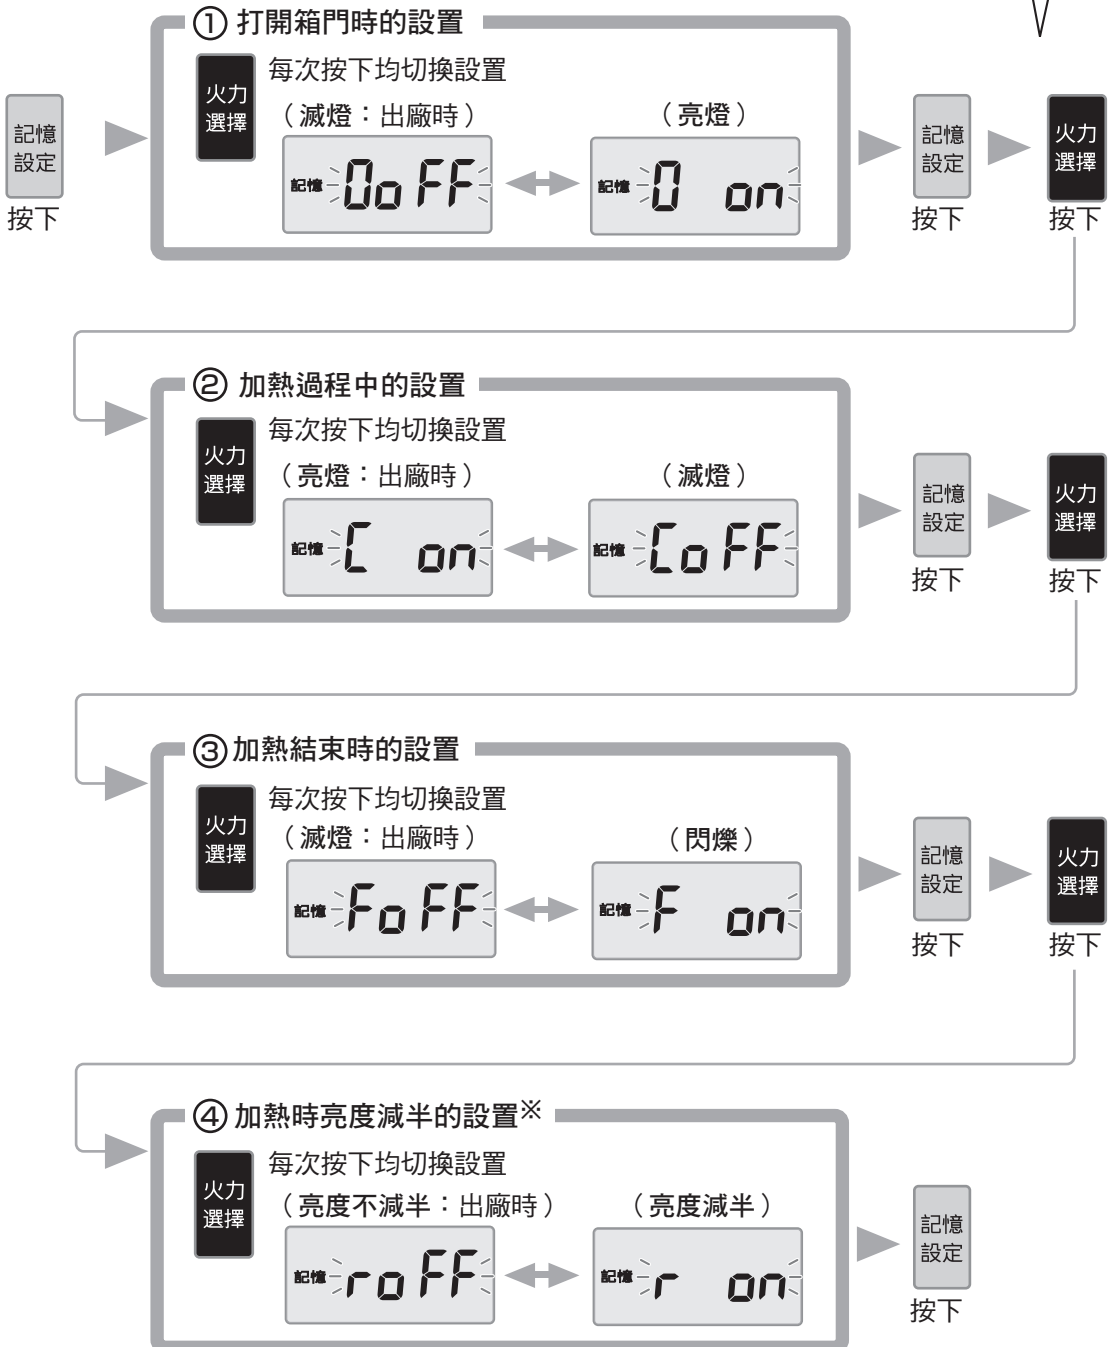 ① 打開箱門時的設置
記憶
設定
按下
火力
選擇
每次按下均切換設置
（滅燈：出廠時）
（亮燈）
記憶 0oFF
記憶 0 on
記憶
設定
按下
火力
選擇
按下
② 加熱過程中的設置
火力
選擇
每次按下均切換設置
（亮燈：出廠時）
（滅燈）
記憶 C on
記憶 CoFF
記憶
設定
按下
火力
選擇
按下
③加熱結束時的設置
火力
選擇
每次按下均切換設置
（滅燈：出廠時）
（閃爍）
記憶 FoFF
記憶 F on
記憶
設定
按下
火力
選擇
按下
④加熱時亮度減半的設置※
火力
選擇
每次按下均切換設置
（亮度不減半：出廠時）
（亮度減半）
記憶 roFF
記憶 r on
記憶
設定
按下